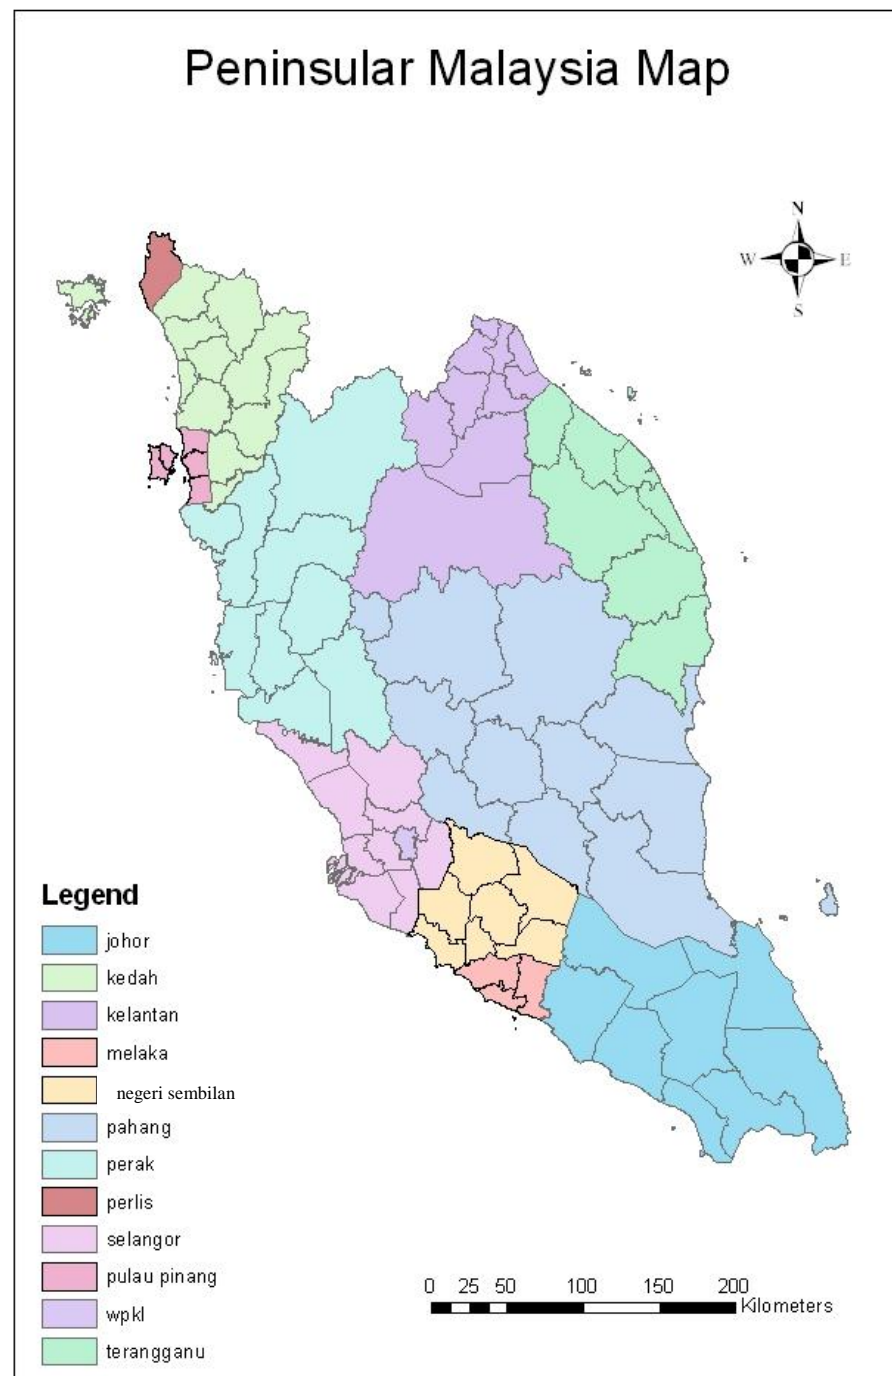 Peninsular Malaysia Map
N
W E
S
Legend
johor
kedah
kelantan
melaka
negeri sembilan
pahang
perak
perlis
selangor
pulau pinang
wpkl
terangganu
0 25 50 100 150 200
Kilometers